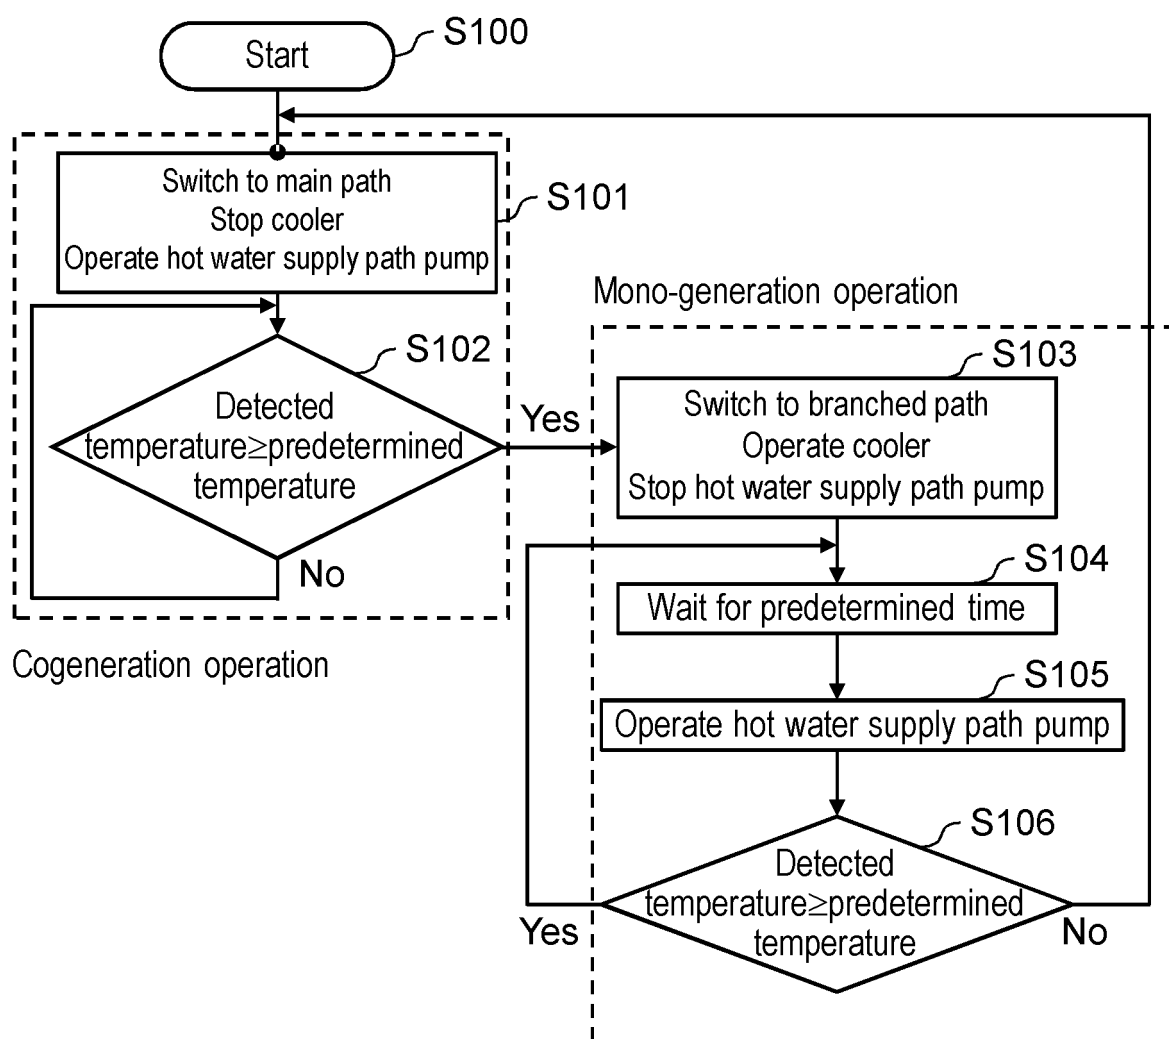 Start
S100
Switch to main path
Stop cooler
Operate hot water supply path pump
S101
S102
Detected
temperature≥predetermined
temperature
Yes
No
Cogeneration operation
Mono-generation operation
S103
Switch to branched path
Operate cooler
Stop hot water supply path pump
S104
Wait for predetermined time
S105
Operate hot water supply path pump
S106
Detected
temperature≥predetermined
temperature
Yes
No